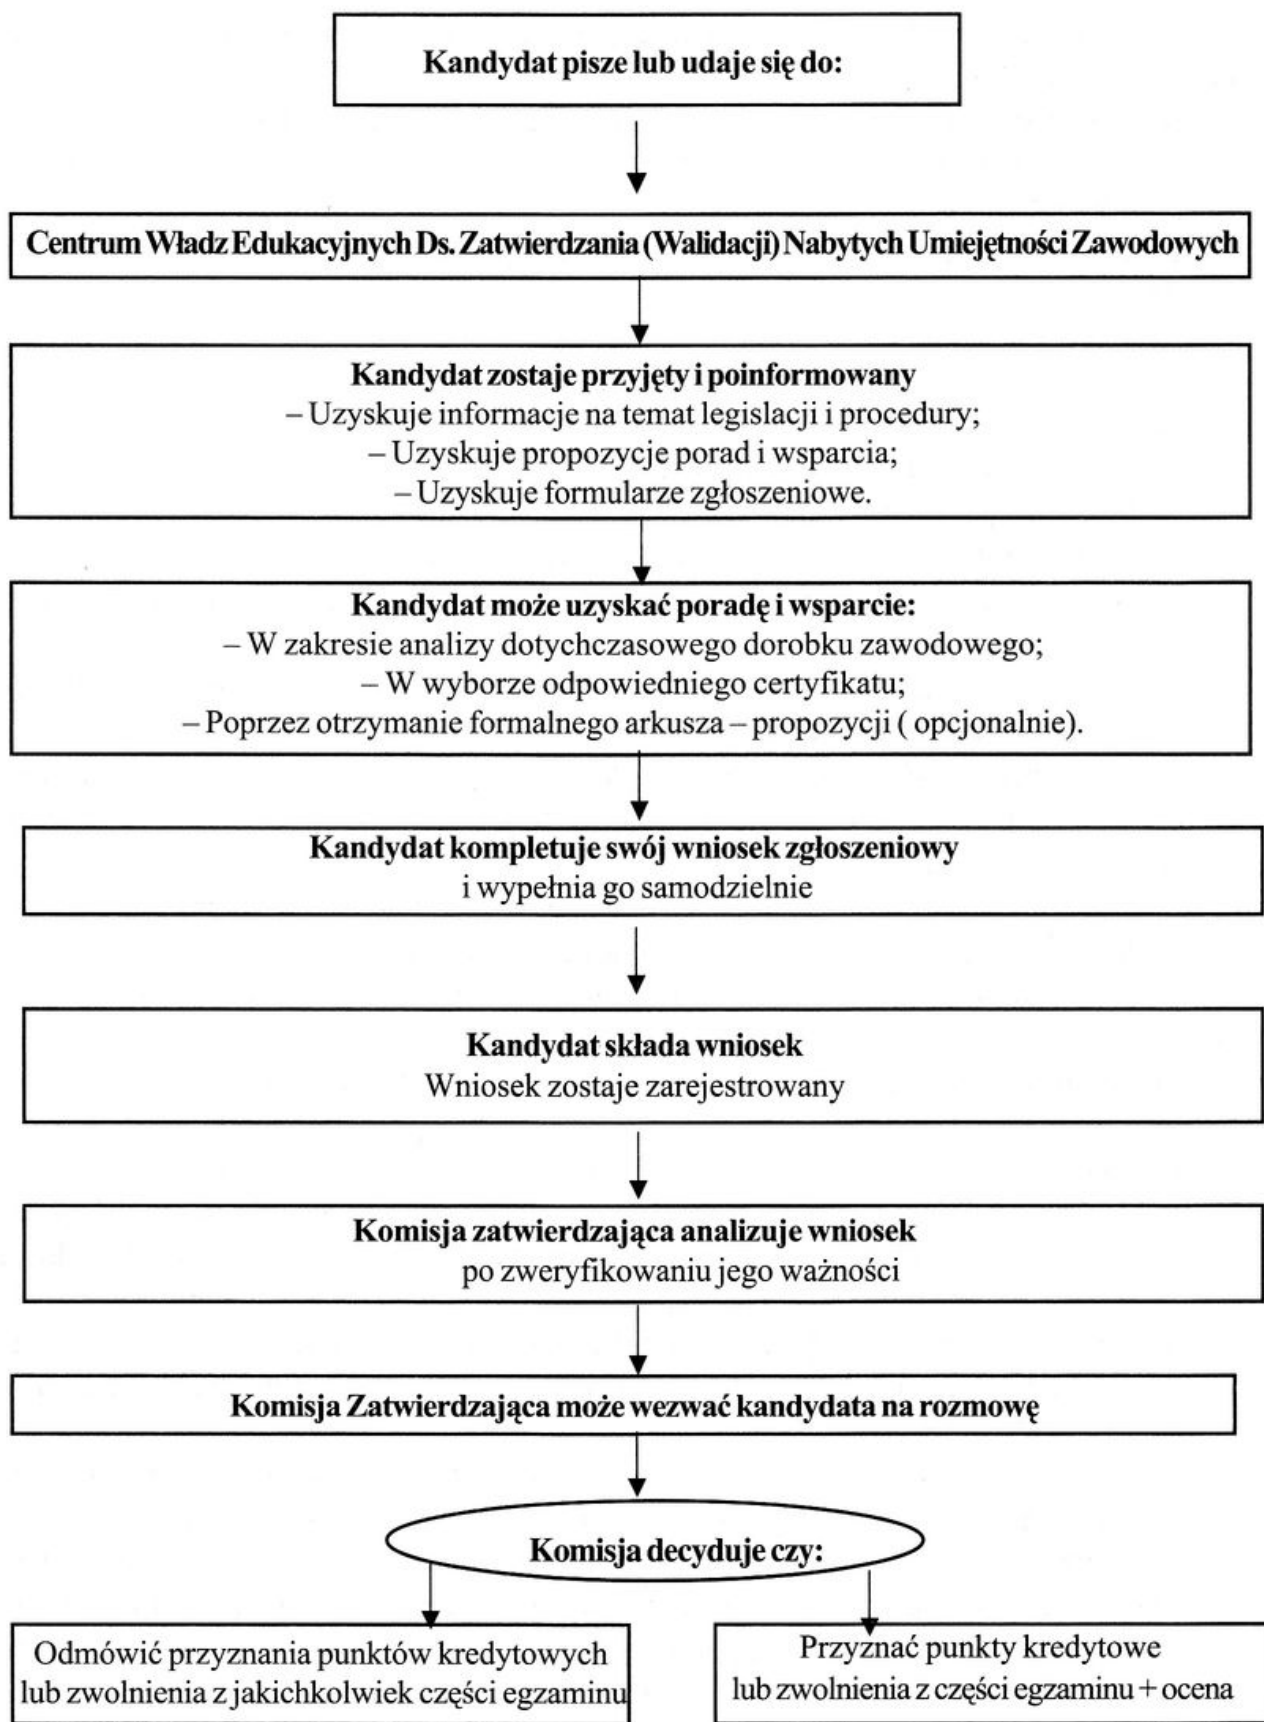 Kandydat pisze lub udaje się do:
Centrum Władz Edukacyjnych Ds. Zatwierdzania (Walidacji) Nabytych Umiejętności Zawodowych
Kandydat zostaje przyjęty i poinformowany
– Uzyskuje informacje na temat legislacji i procedury;
– Uzyskuje propozycje porad i wsparcia;
– Uzyskuje formularze zgłoszeniowe.
Kandydat może uzyskać poradę i wsparcie:
– W zakresie analizy dotychczasowego dorobku zawodowego;
– W wyborze odpowiedniego certyfikatu;
– Poprzez otrzymanie formalnego arkusza – propozycji ( opcjonalnie).
Kandydat kompletuje swój wniosek zgłoszeniowy
i wypełnia go samodzielnie
Kandydat składa wniosek
Wniosek zostaje zarejestrowany
Komisja zatwierdzająca analizuje wniosek
po zweryfikowaniu jego ważności
Komisja Zatwierdzająca może wezwać kandydata na rozmowę
Komisja decyduje czy:
Odmówić przyznania punktów kredytowych
lub zwolnienia z jakichkolwiek części egzaminu
Przyznać punkty kredytowe
lub zwolnienia z części egzaminu + ocena